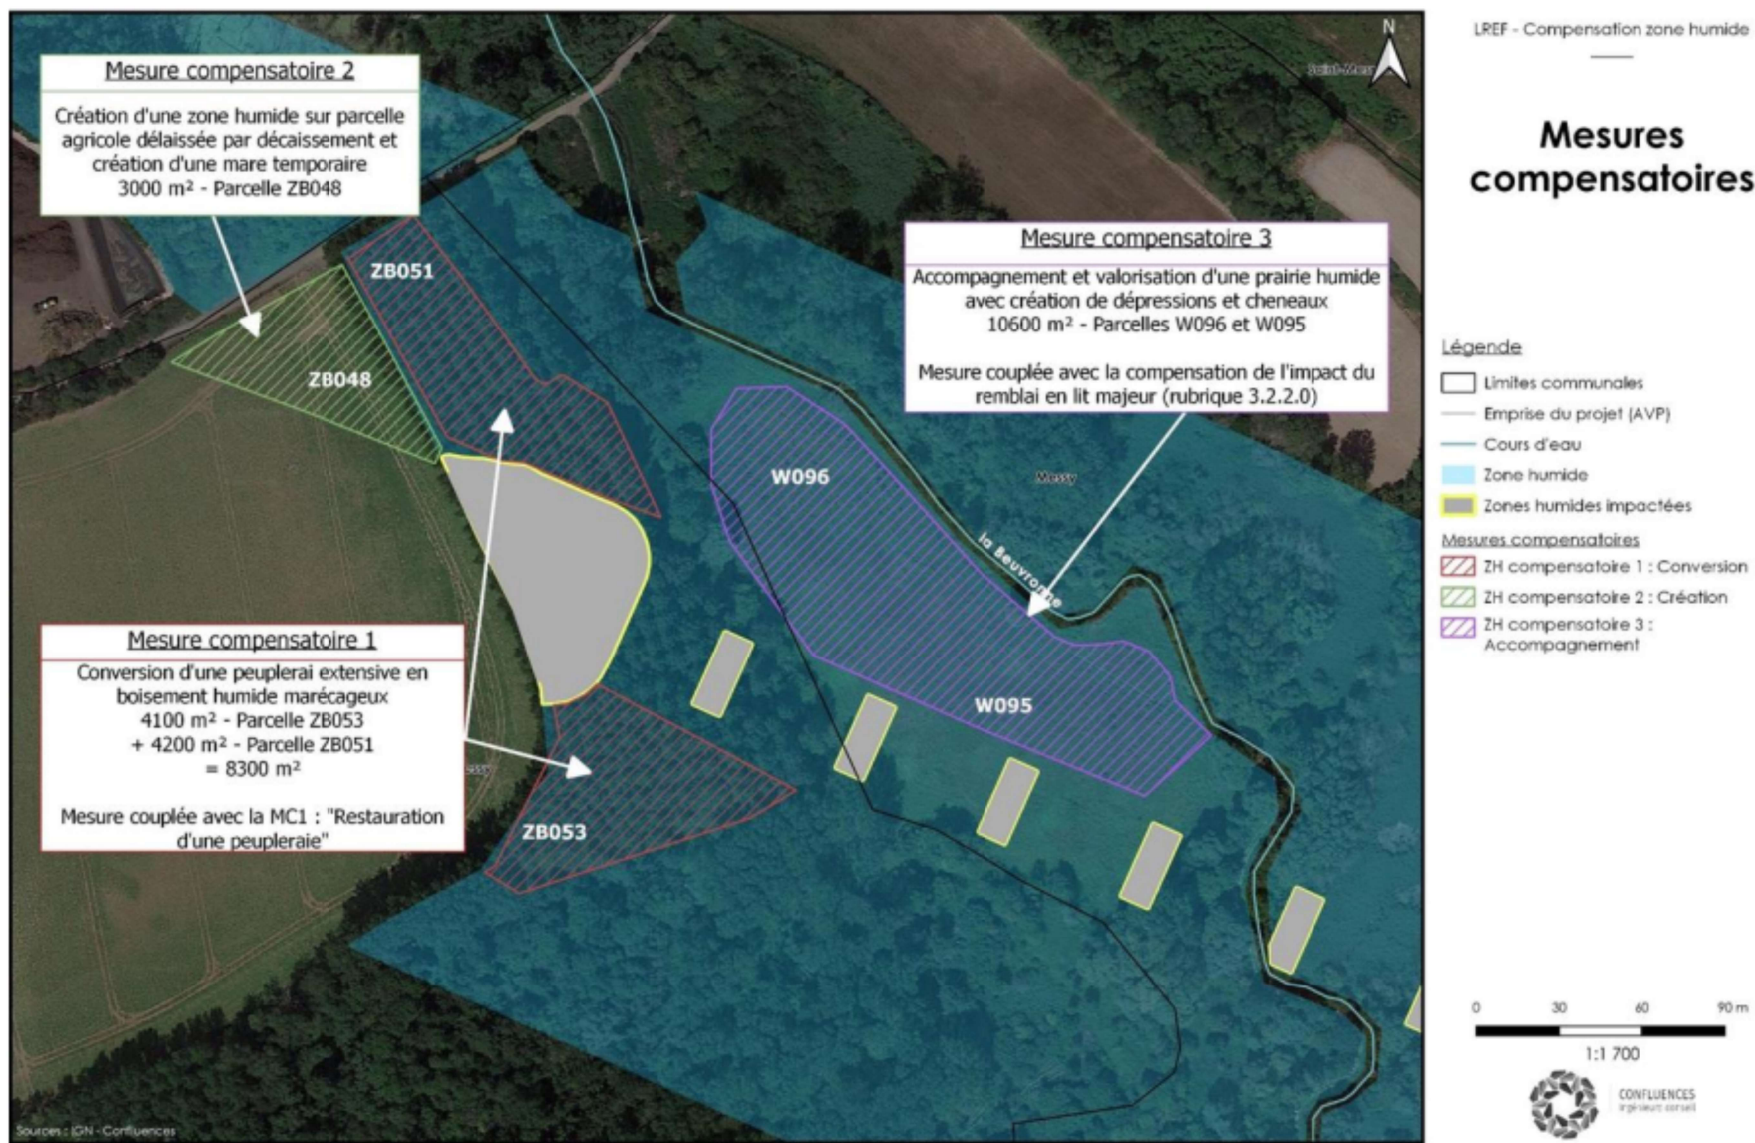 LREF - Compensation zone humide
Mesures
compensatoires
Mesure compensatoire 2
Création d'une zone humide sur parcelle
agricole délaissée par décaissement et
création d'une mare temporaire
3000 m² - Parcelle ZB048
N
ZB051
ZB048
Mesure compensatoire 3
Accompagnement et valorisation d'une prairie humide
avec création de dépressions et cheneaux
10600 m² - Parcelles W096 et W095
Mesure couplée avec la compensation de l'impact du
remblai en lit majeur (rubrique 3.2.2.0)
W096
Messy
la Beuvronne
W095
Mesure compensatoire 1
Conversion d'une peuplerai extensive en
boisement humide marécageux
4100 m² - Parcelle ZB053
+ 4200 m² - Parcelle ZB051
= 8300 m²
Mesure couplée avec la MC1 : "Restauration
d'une peupleraie"
ZB053
Légende
Limites communales
Emprise du projet (AVP)
Cours d'eau
Zone humide
Zones humides impactées
Mesures compensatoires
ZH compensatoire 1 : Conversion
ZH compensatoire 2 : Création
ZH compensatoire 3 :
Accompagnement
0 30 60 90 m
1:1 700
CONFLUENCES
ingénieurs conseil
Sources : IGN - Confluences